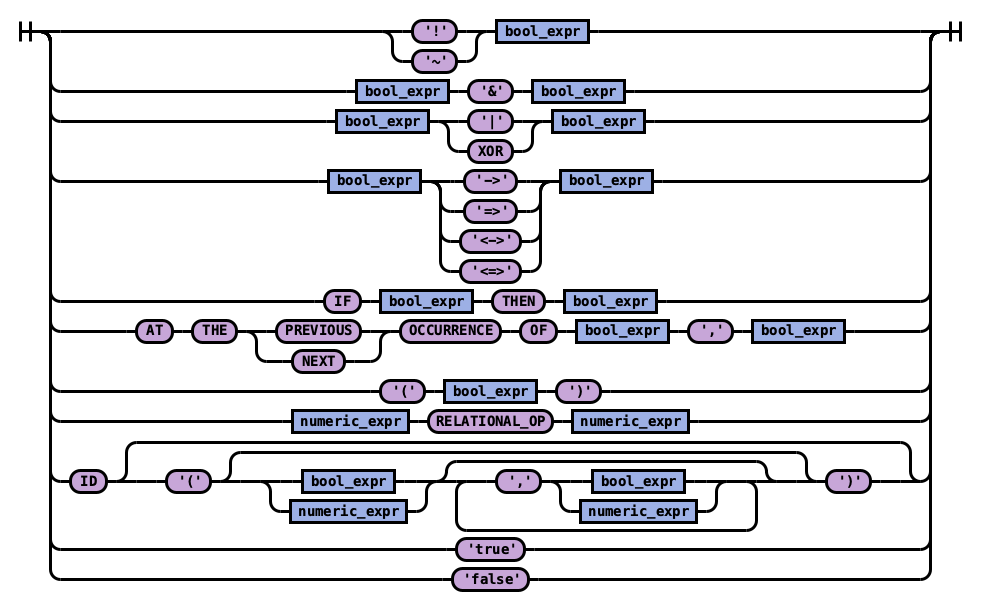 '!' bool_expr
'~'
bool_expr '&' bool_expr
bool_expr '|' bool_expr
XOR
bool_expr '->' bool_expr
'=>'
'<->'
'<=>'
IF bool_expr THEN bool_expr
AT THE PREVIOUS OCCURRENCE OF bool_expr ',' bool_expr
NEXT
'(' bool_expr ')'
numeric_expr RELATIONAL_OP numeric_expr
ID '(' bool_expr ',' bool_expr ')'
numeric_expr numeric_expr
'true'
'false'